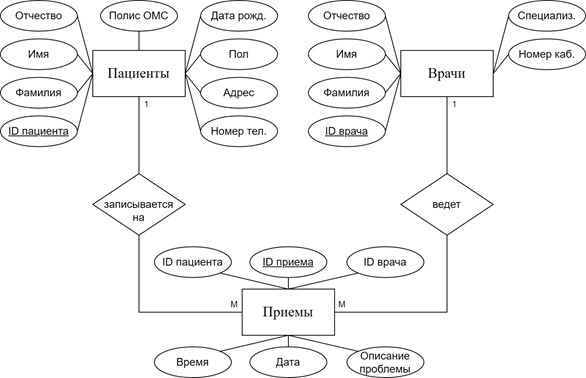 Отчество
Полис ОМС
Дата рожд.
Имя
Пациенты
Пол
Фамилия
Адрес
ID пациента
Номер тел.
1
записывается
на
Отчество
Специализ.
Имя
Врачи
Номер каб.
Фамилия
ID врача
1
ведет
ID пациента
ID приема
ID врача
М
Приемы
М
Время
Дата
Описание
проблемы